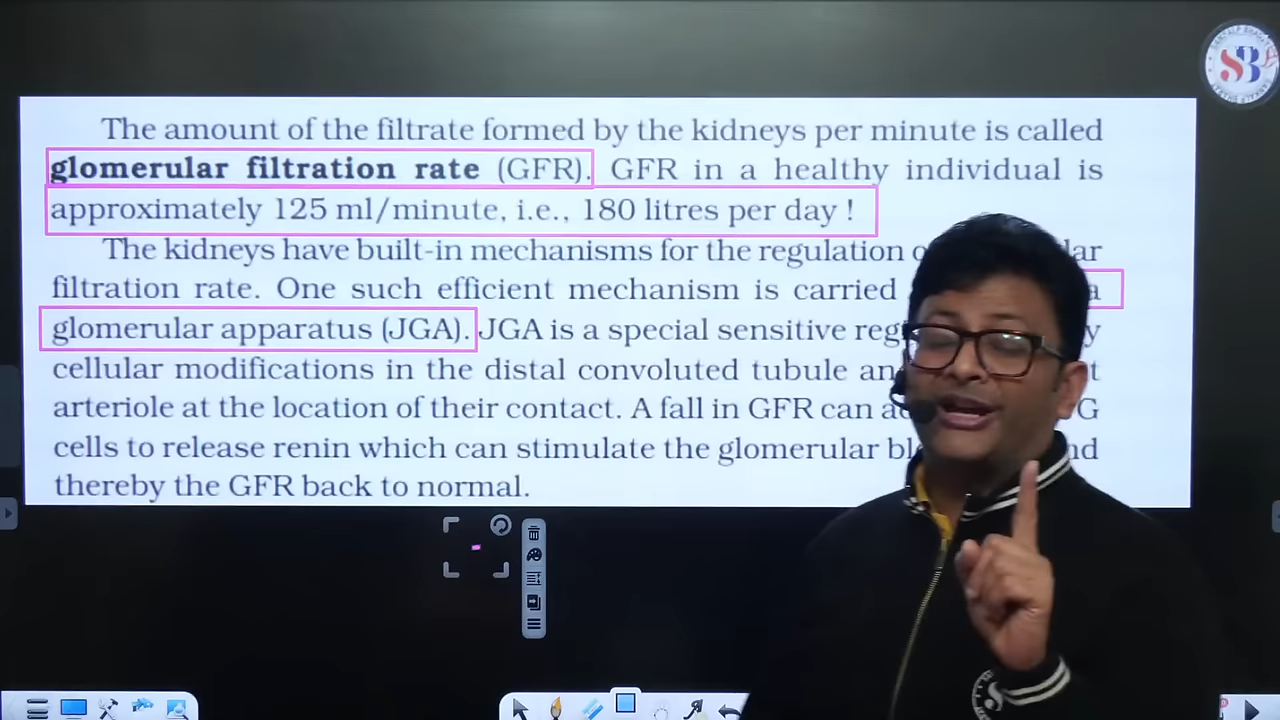 The amount of the filtrate formed by the kidneys per minute is called
glomerular filtration rate (GFR). GFR in a healthy individual is
approximately 125 ml/minute, i.e., 180 litres per day !
The kidneys have built-in mechanisms for the regulation
filtration rate. One such efficient mechanism is carried
glomerular apparatus (JGA). JGA is a special sensitive
cellular modifications in the distal convoluted tubule
arteriole at the location of their contact. A fall in GFR can
cells to release renin which can stimulate the glomerular
thereby the GFR back to normal.
SB